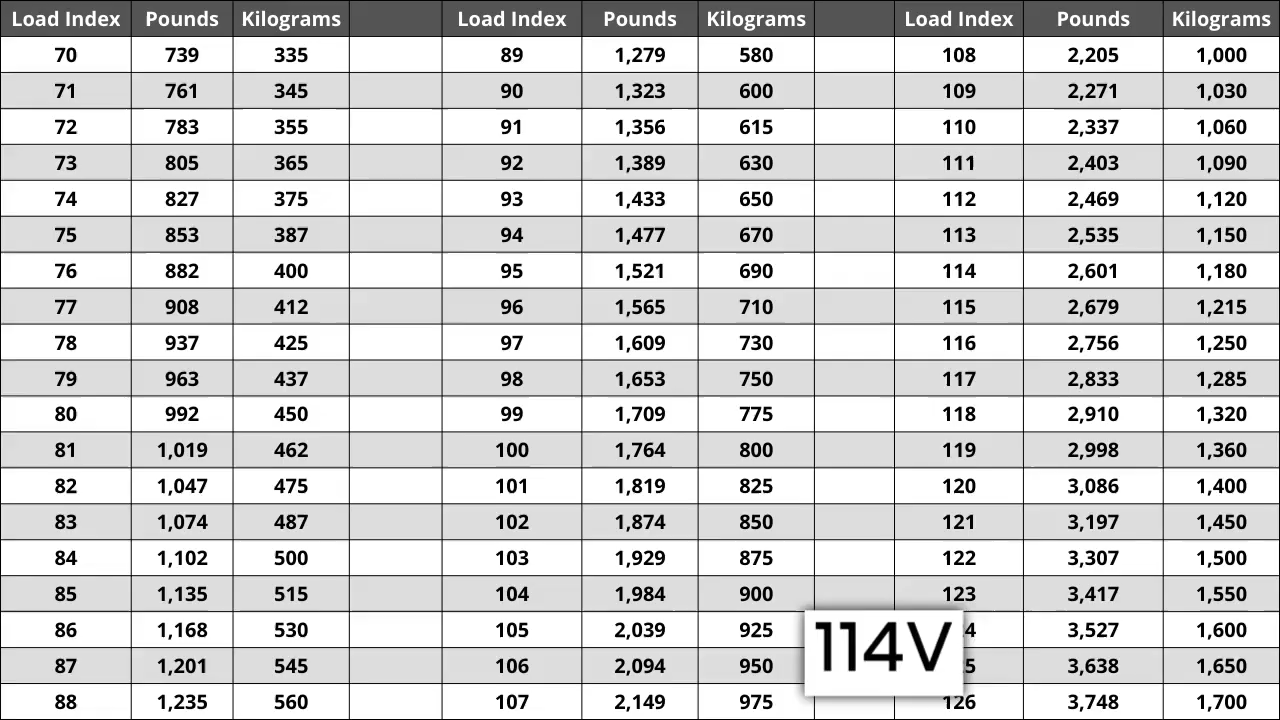 Load Index Pounds Kilograms Load Index Pounds Kilograms Load Index Pounds Kilograms
70 739 335 89 1,279 580 108 2,205 1,000
71 761 345 90 1,323 600 109 2,271 1,030
72 783 355 91 1,356 615 110 2,337 1,060
73 805 365 92 1,389 630 111 2,403 1,090
74 827 375 93 1,433 650 112 2,469 1,120
75 853 387 94 1,477 670 113 2,535 1,150
76 882 400 95 1,521 690 114 2,601 1,180
77 908 412 96 1,565 710 115 2,679 1,215
78 937 425 97 1,609 730 116 2,756 1,250
79 963 437 98 1,653 750 117 2,833 1,285
80 992 450 99 1,709 775 118 2,910 1,320
81 1,019 462 100 1,764 800 119 2,998 1,360
82 1,047 475 101 1,819 825 120 3,086 1,400
83 1,074 487 102 1,874 850 121 3,197 1,450
84 1,102 500 103 1,929 875 122 3,307 1,500
85 1,135 515 104 1,984 900 123 3,417 1,550
86 1,168 530 105 2,039 925 4 3,527 1,600
114V
87 1,201 545 106 2,094 950 5 3,638 1,650
88 1,235 560 107 2,149 975 126 3,748 1,700